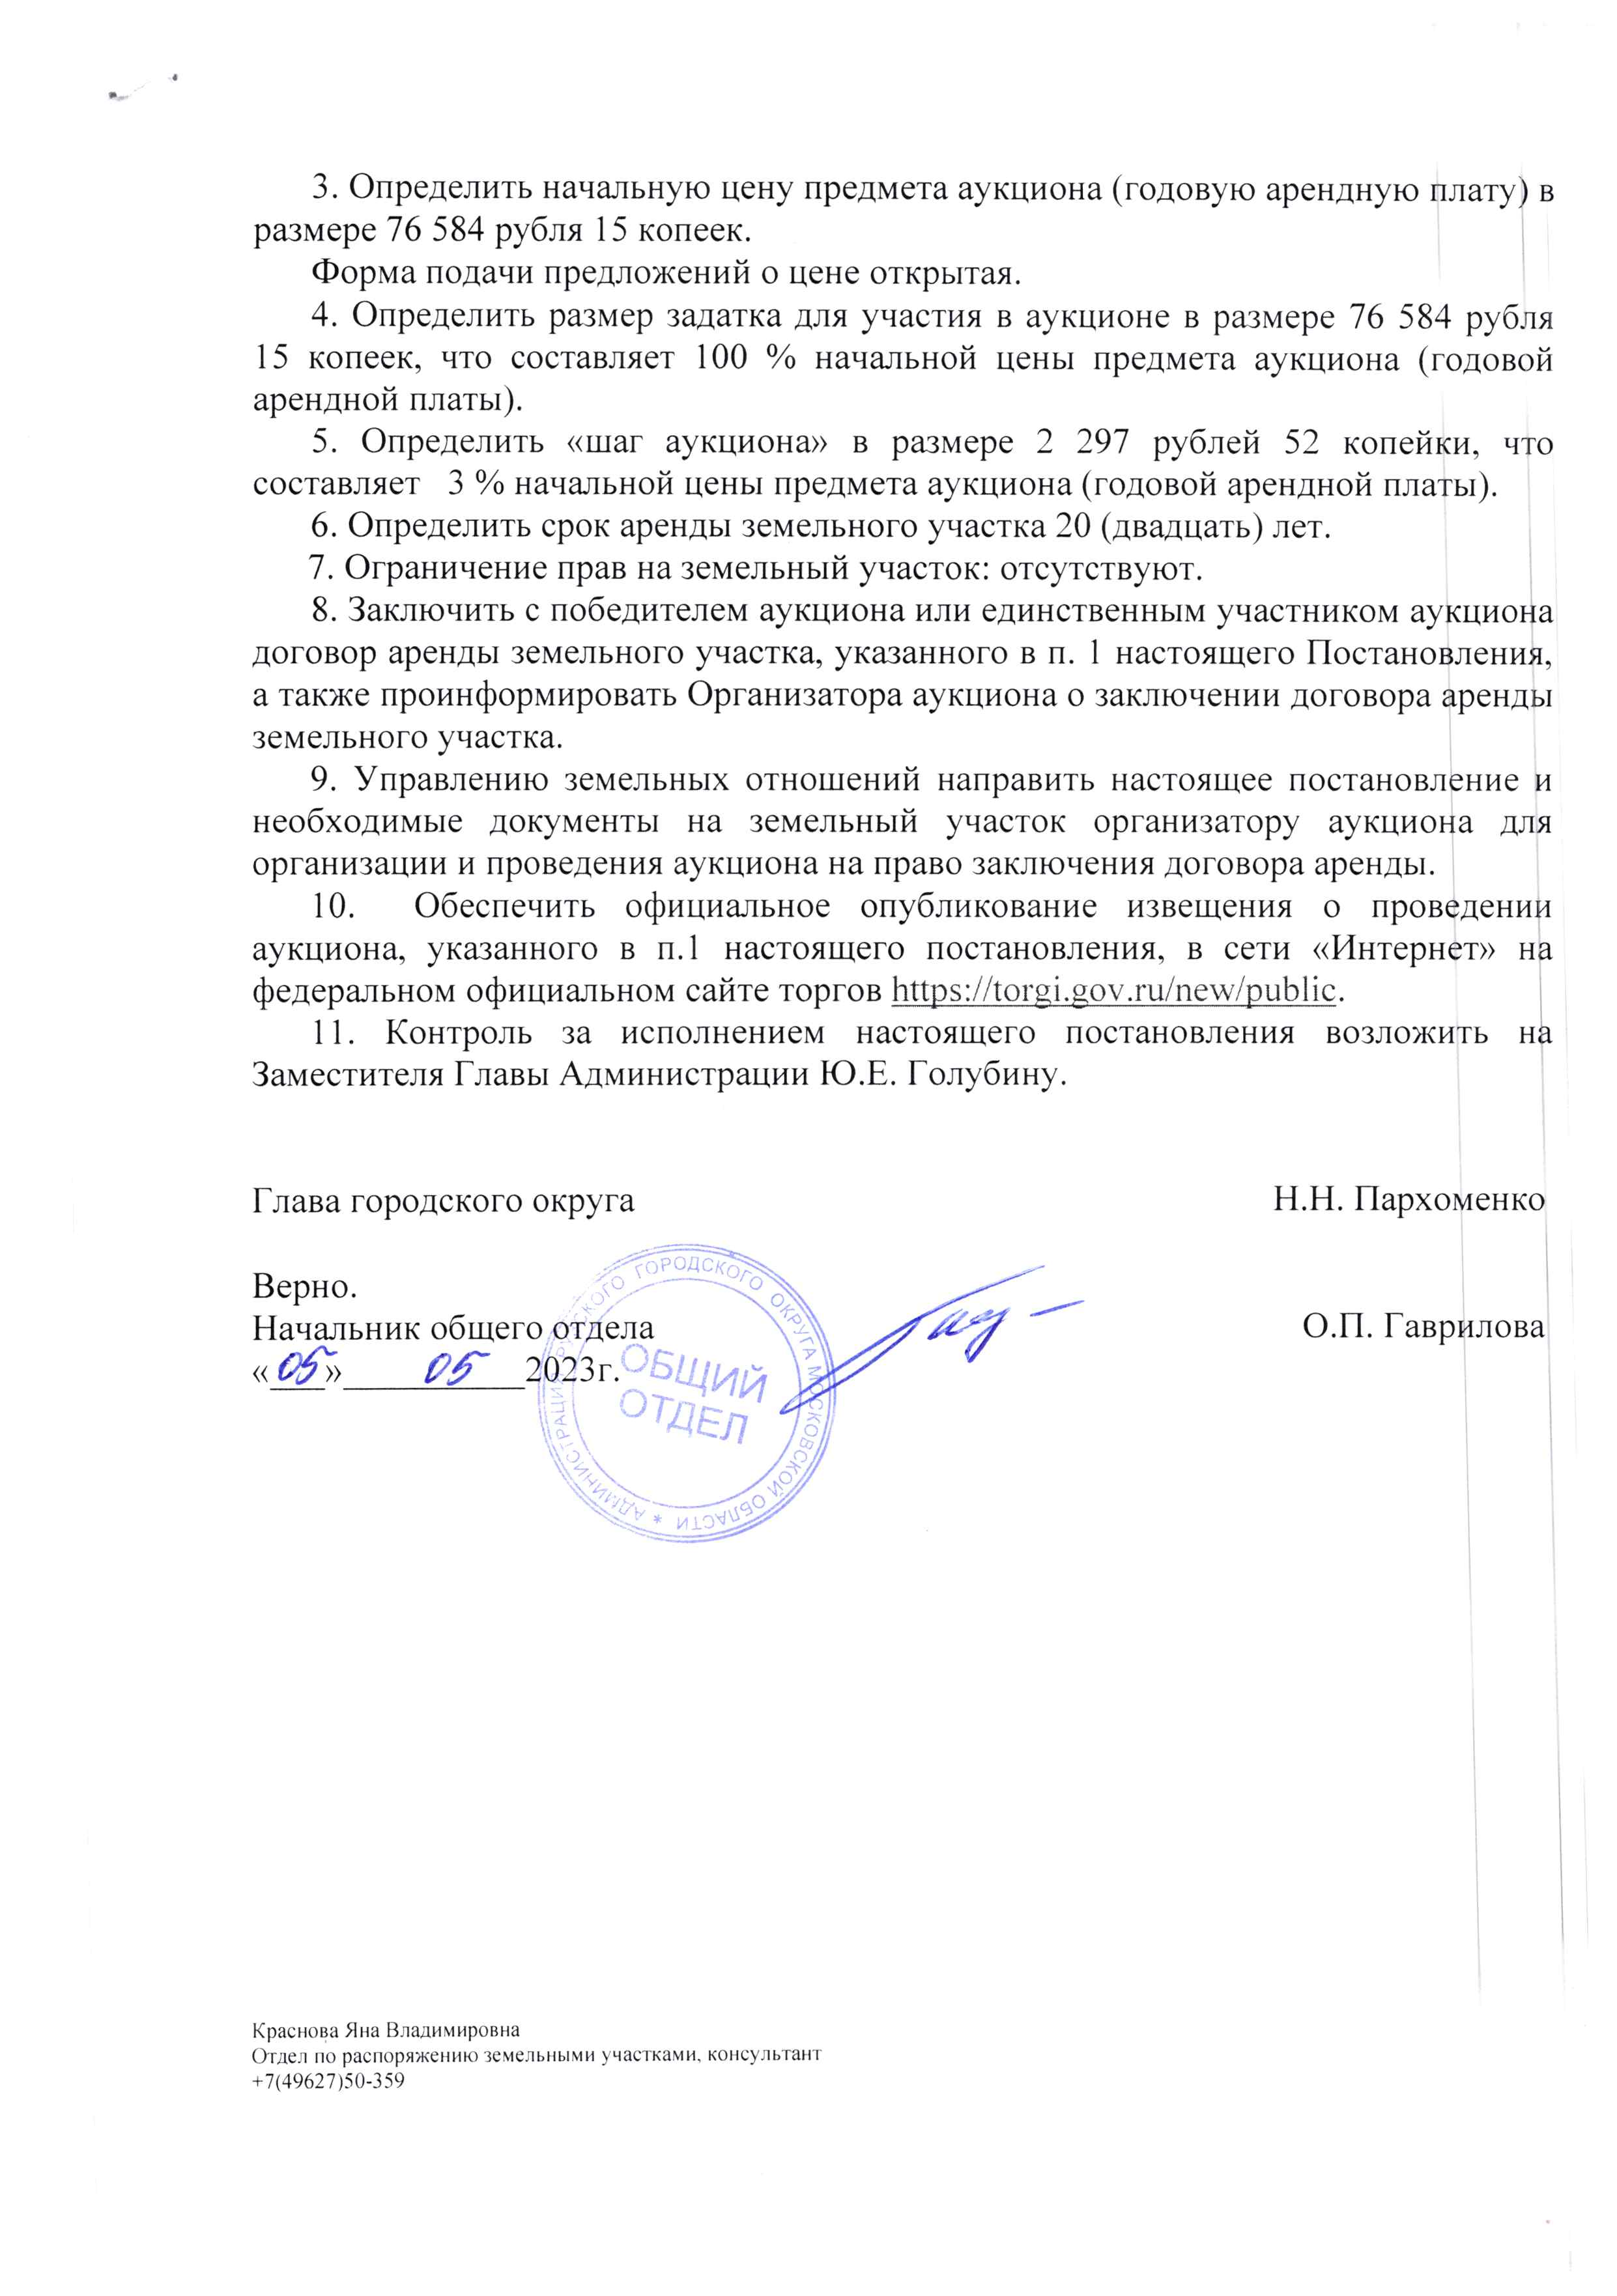 3. Определить начальную цену предмета аукциона (годовую арендную плату) в
размере 76 584 рубля 15 копеек.
Форма подачи предложений о цене открытая.
4. Определить размер задатка для участия в аукционе в размере 76 584 рубля
15 копеек, что составляет 100 % начальной цены предмета аукциона (годовой
арендной платы).
5. Определить «шаг аукциона» в размере 2 297 рублей 52 копейки, что
составляет 3 % начальной цены предмета аукциона (годовой арендной платы).
6. Определить срок аренды земельного участка 20 (двадцать) лет.
7. Ограничение прав на земельный участок: отсутствуют.
8. Заключить с победителем аукциона или единственным участником аукциона
договор аренды земельного участка, указанного в п. 1 настоящего Постановления,
а также проинформировать Организатора аукциона о заключении договора аренды
земельного участка.
9. Управлению земельных отношений направить настоящее постановление и
необходимые документы на земельный участок организатору аукциона для
организации и проведения аукциона на право заключения договора аренды.
10. Обеспечить официальное опубликование извещения о проведении
аукциона, указанного в п.1 настоящего постановления, в сети «Интернет» на
федеральном официальном сайте торгов https://torgi.gov.ru/new/public.
11. Контроль за исполнением настоящего постановления возложить на
Заместителя Главы Администрации Ю.Е. Голубину.
Глава городского округа Н.Н. Пархоменко
Верно.
Начальник общего отдела О.П. Гаврилова
«05» 05 2023г.
АДМИНИСТРАЦИЯ РУЗСКОГО ГОРОДСКОГО ОКРУГА МОСКОВСКОЙ ОБЛАСТИ *
ОБЩИЙ
ОТДЕЛ
Краснова Яна Владимировна
Отдел по распоряжению земельными участками, консультант
+7(49627)50-359